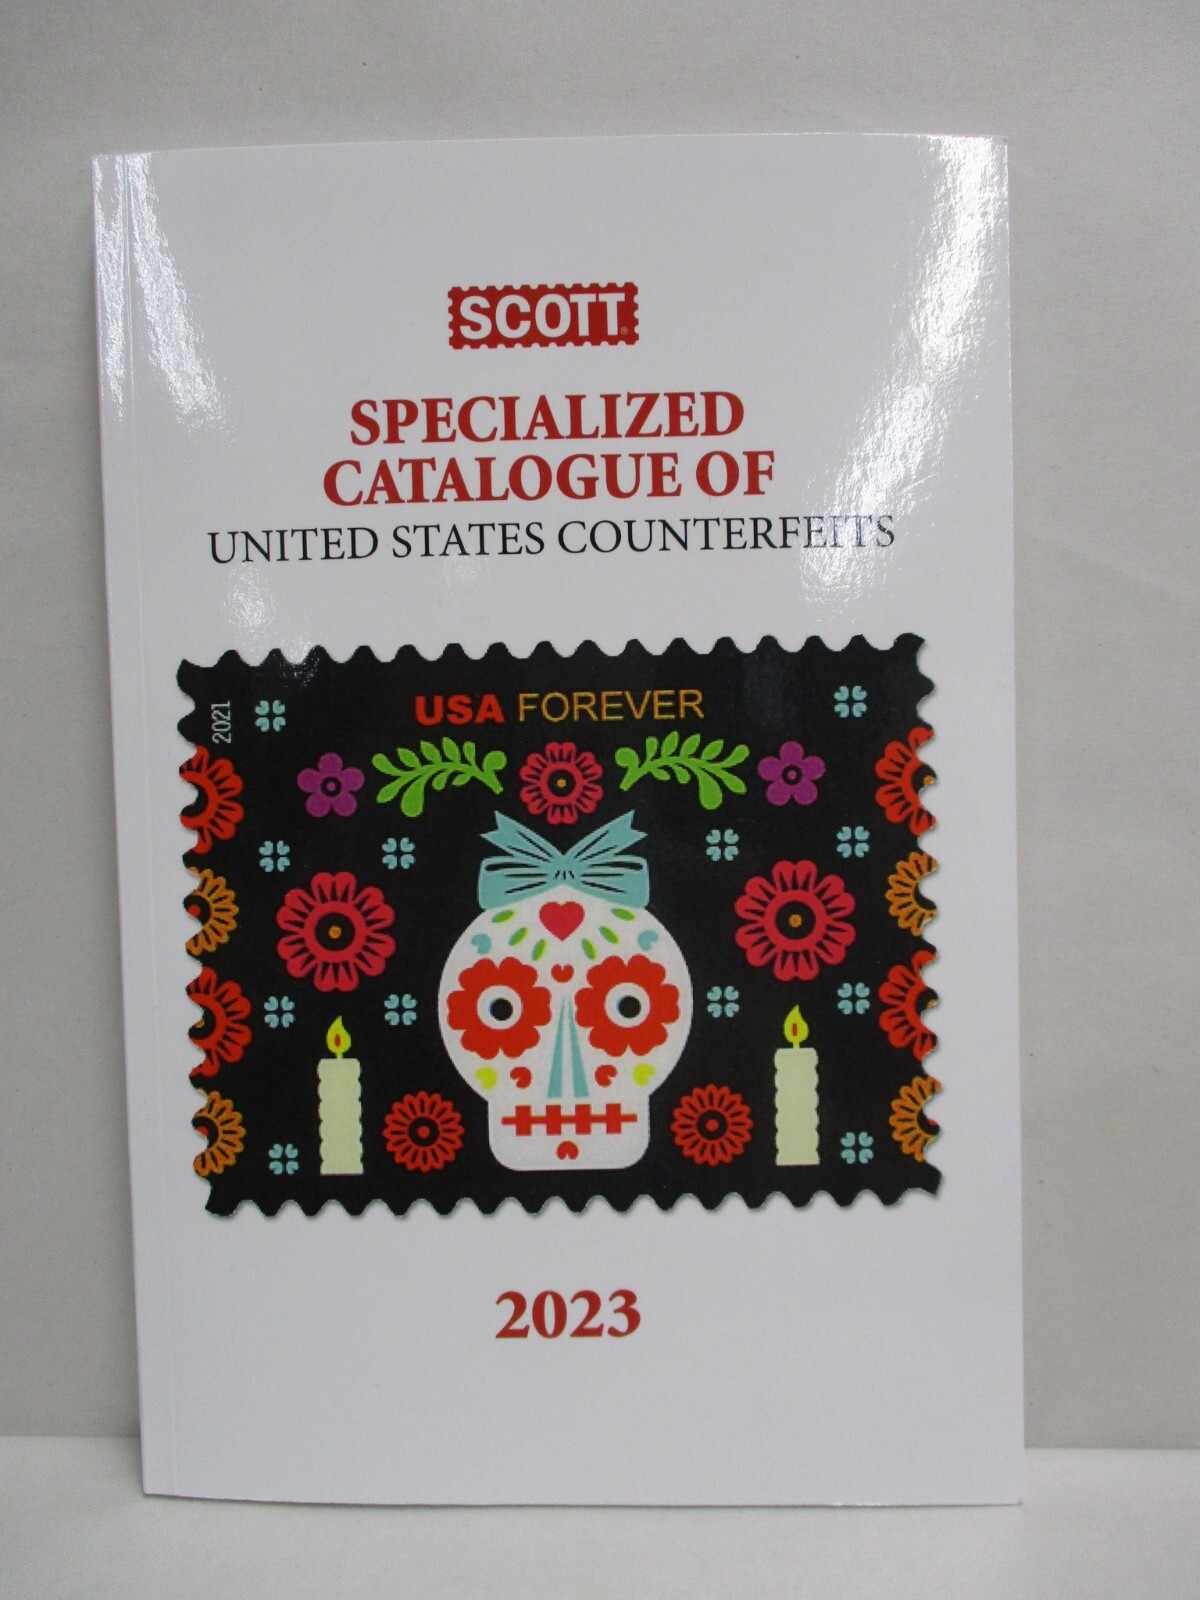 SCOTT®
SPECIALIZED
CATALOGUE OF
UNITED STATES COUNTERFEITS
2021
USA FOREVER
2023